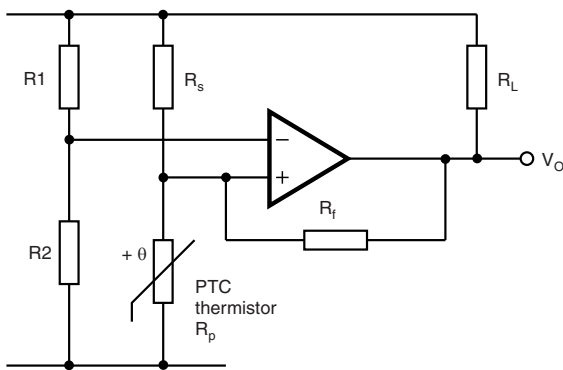 R1
Rs
RL
−
+
VO
Rf
R2
+ θ
PTC
thermistor
Rp